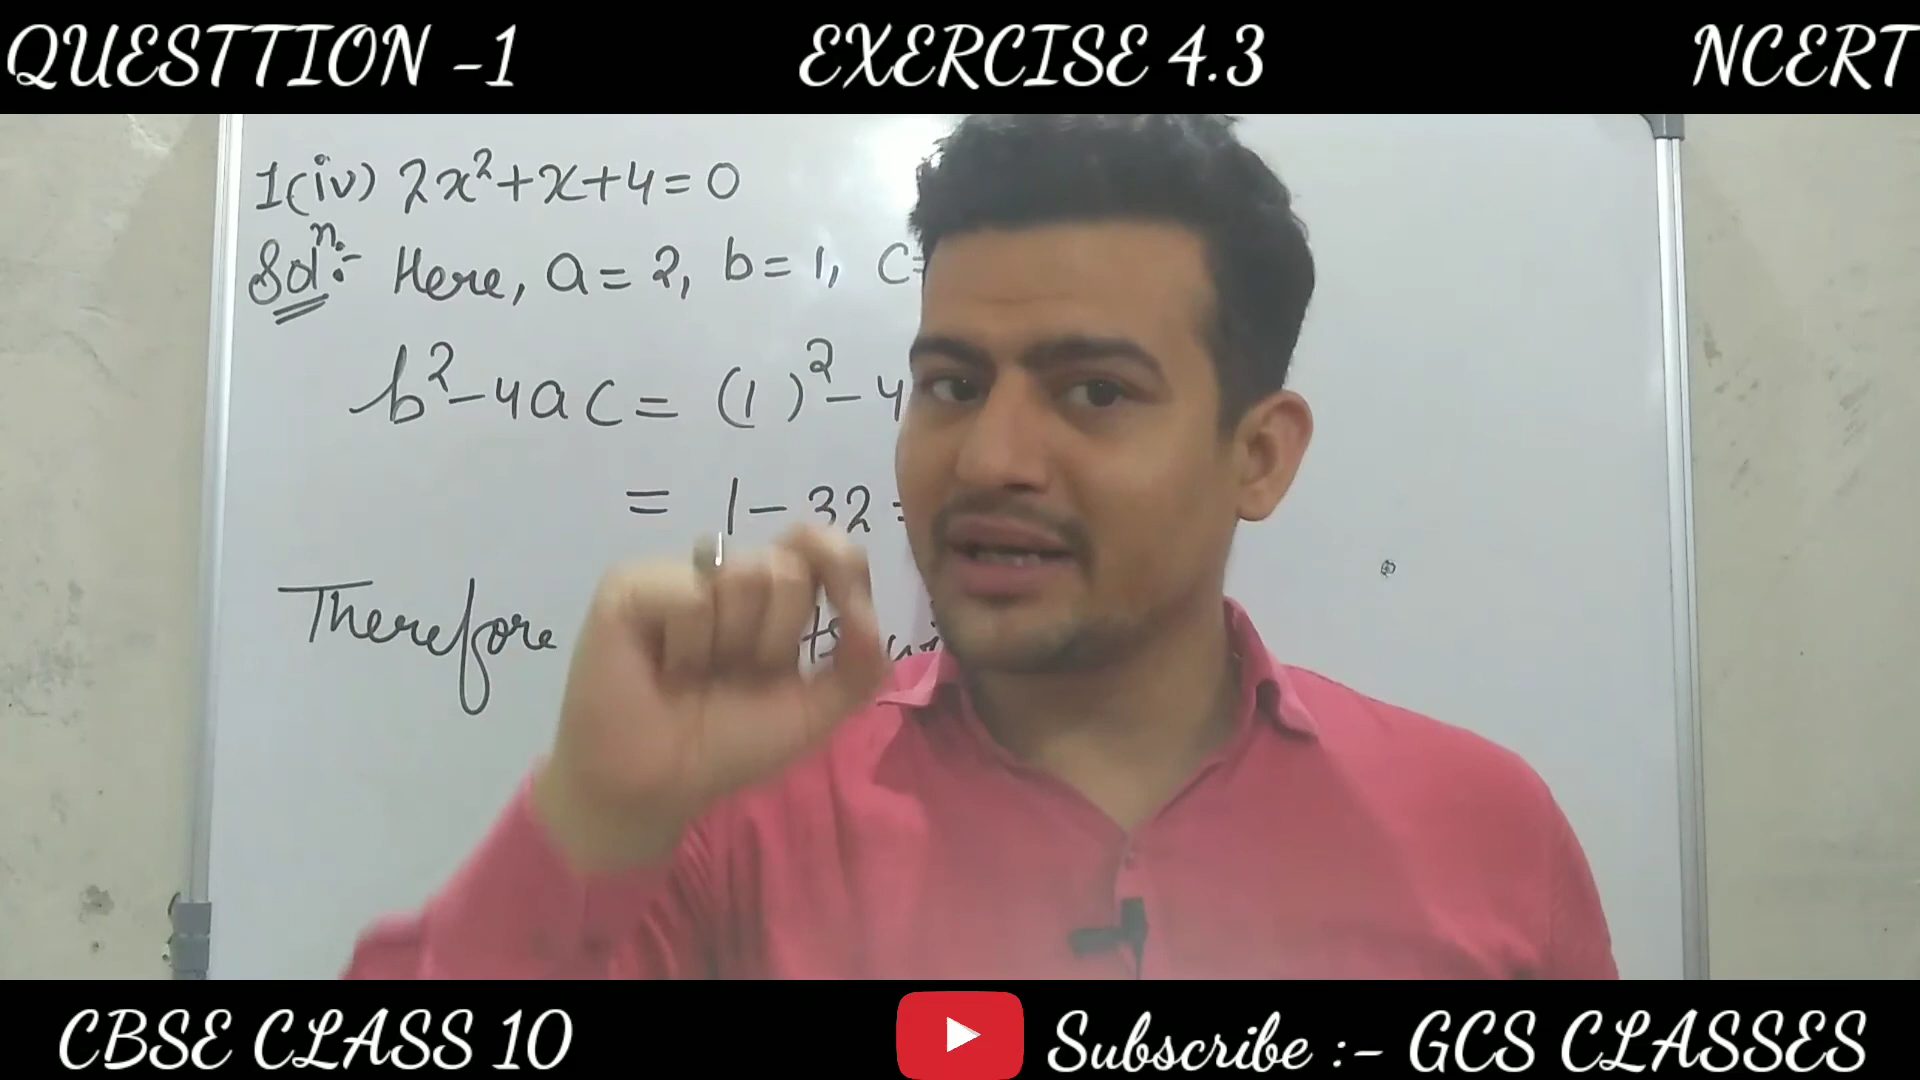 QUESTTION -1 EXERCISE 4.3 NCERT
1(iv) 2x²+x+4=0
Solⁿ:- Here, a=2, b=1, c=
b²-4ac = (1)²-4
= 1-32 =
Therefore
CBSE CLASS 10 Subscribe :- GCS CLASSES